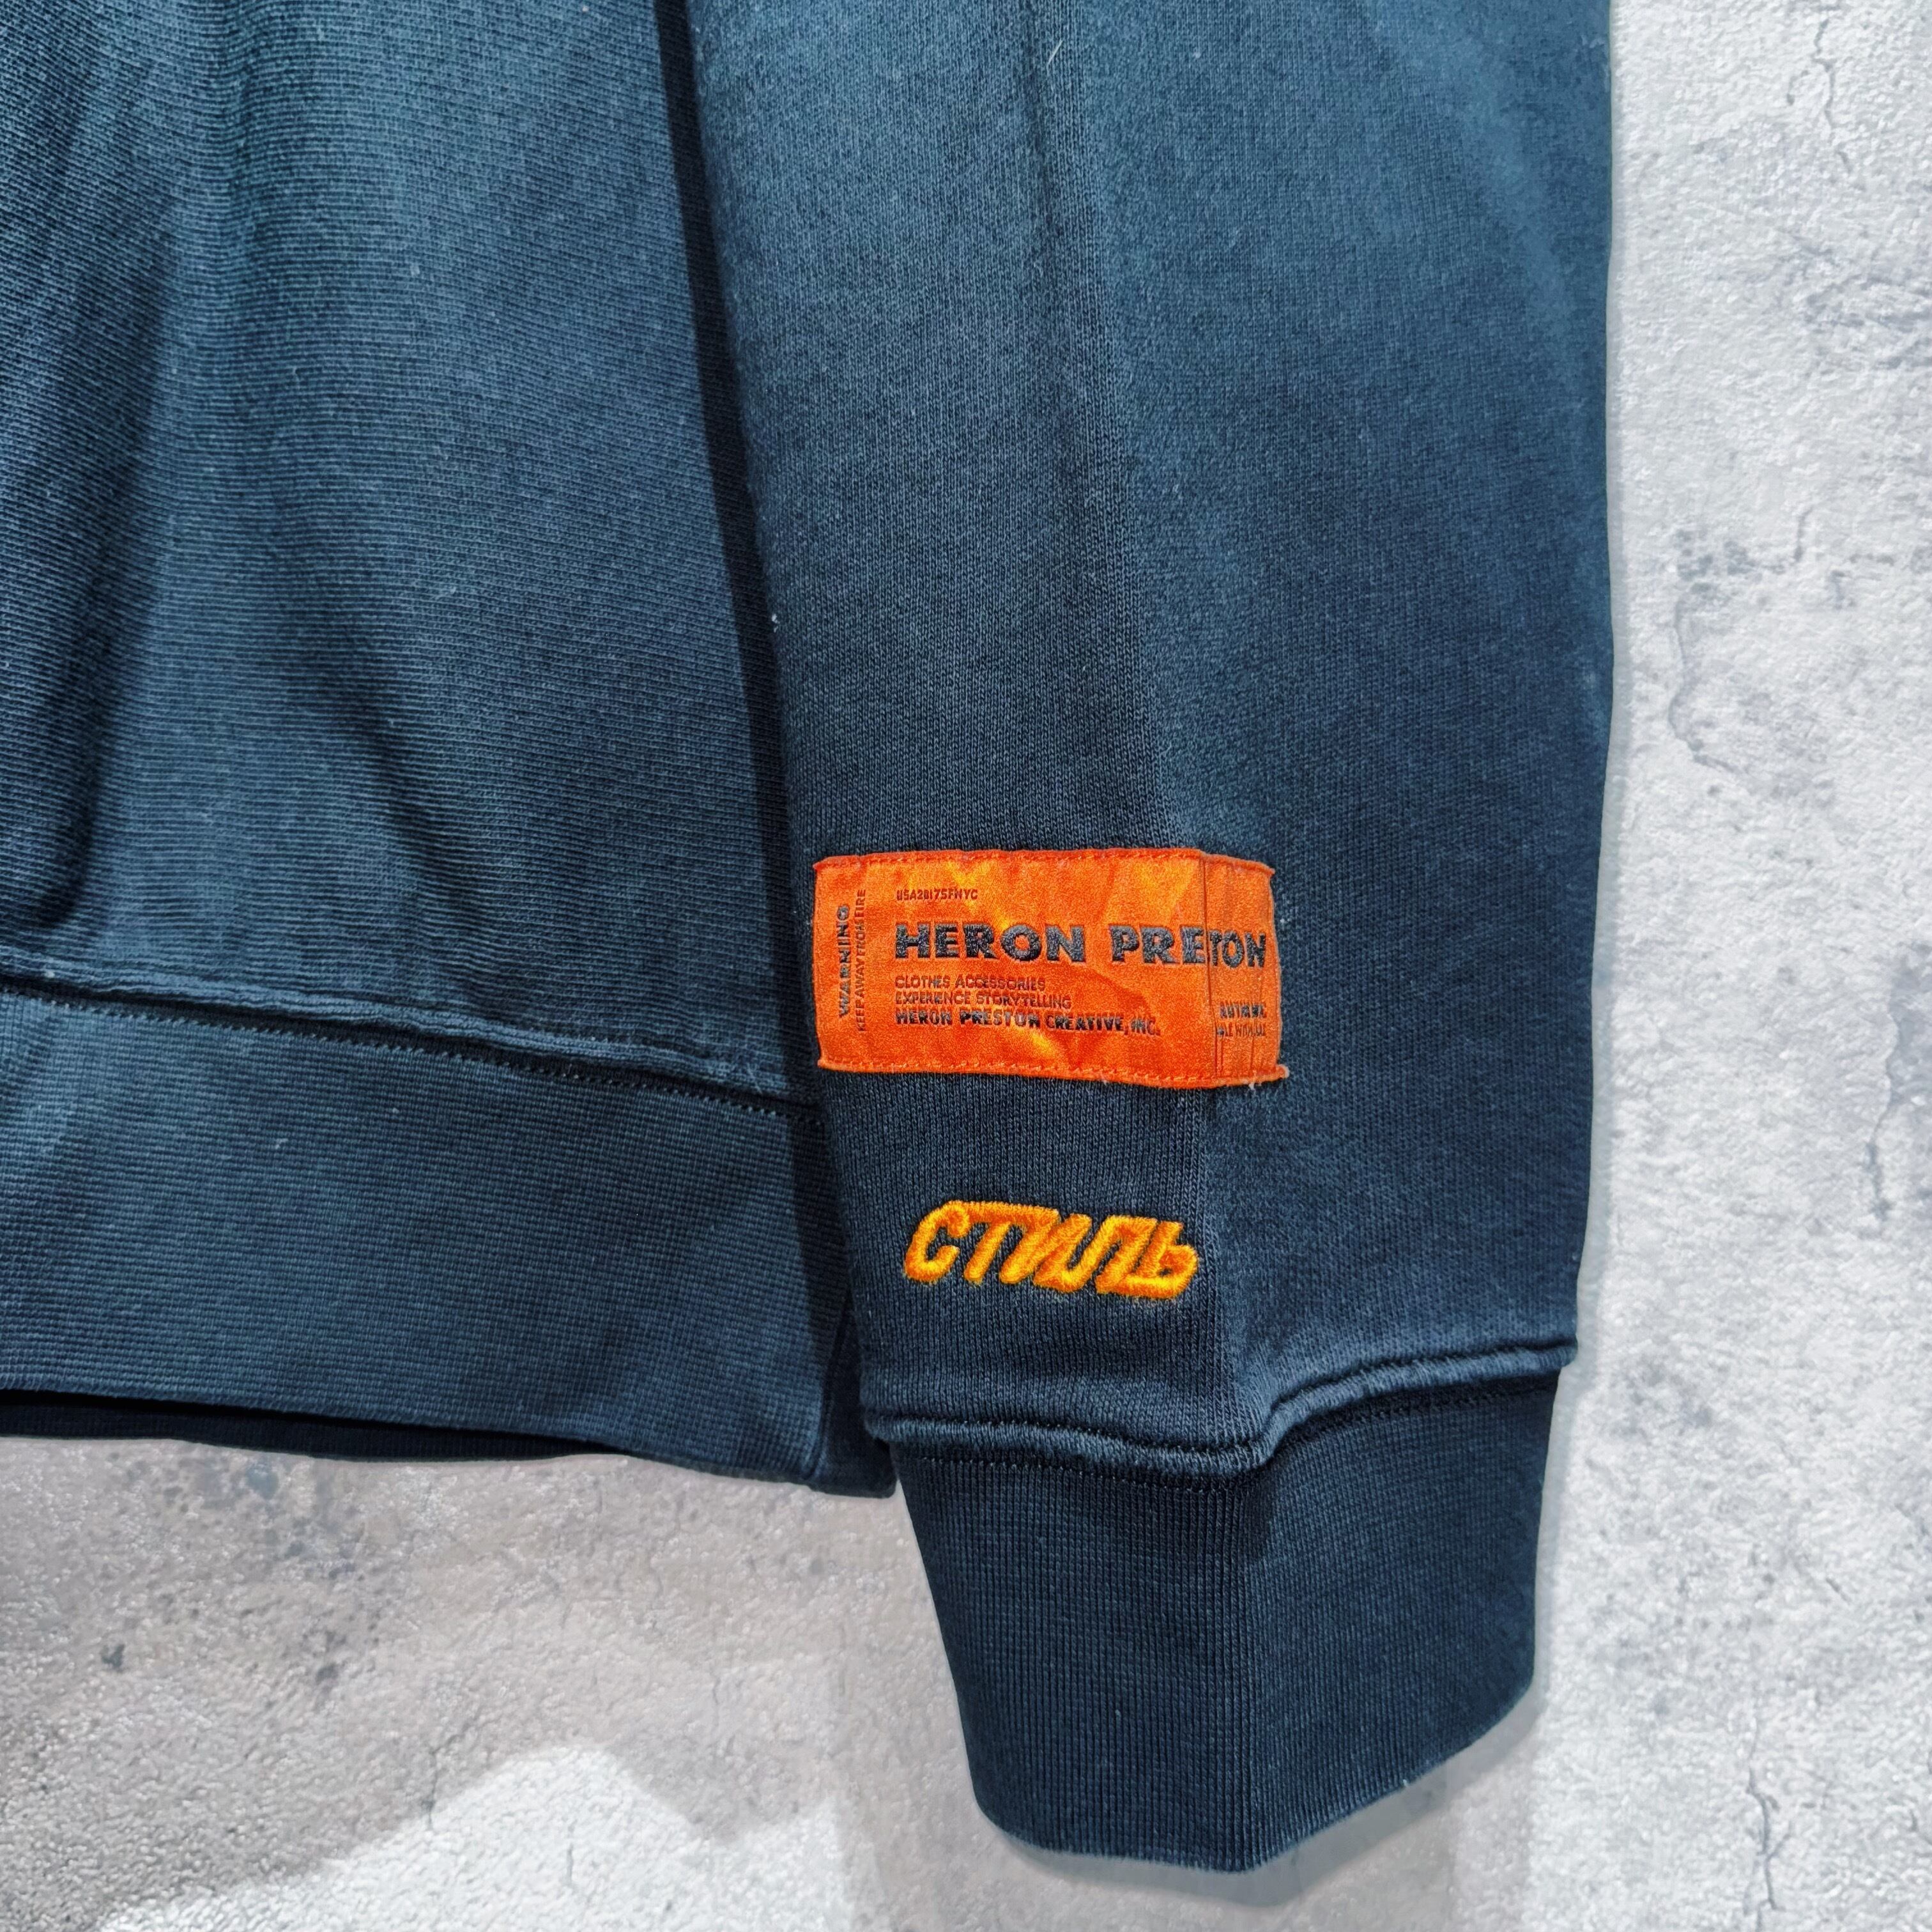 WARNING
KEEP AWAY FROM FIRE
USA2017SFNYC
HERON PRESTON
CLOTHES ACCESSORIES
EXPERIENCE STORYTELLING
HERON PRESTON CREATIVE, INC.
СТИЛЬ